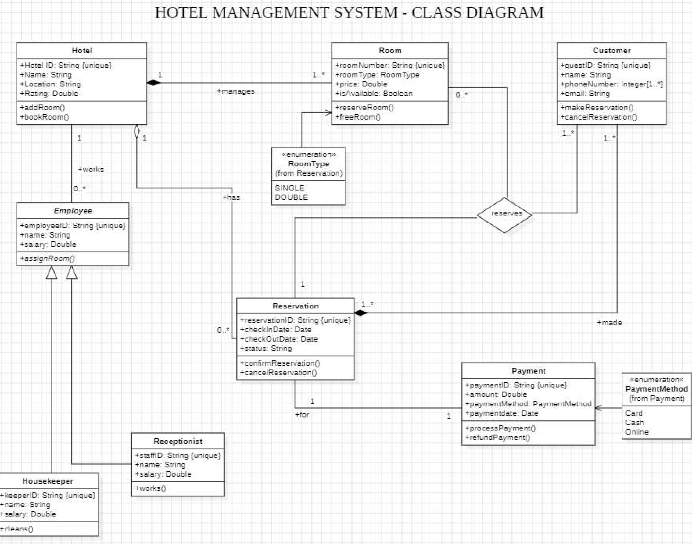 HOTEL MANAGEMENT SYSTEM - CLASS DIAGRAM
Hotel
+Hotel ID: String {unique}
+Name: String
+Location: String
+Rating: Double
+addRoom()
+bookRoom()
1
1..*
+manages
Room
+roomNumber: String {unique}
+roomType: RoomType
+price: Double
+isAvailable: Boolean
+reserveRoom()
+freeRoom()
0..*
Customer
+guestID: String {unique}
+name: String
+phoneNumber: Integer[1..*]
+email: String
+makeReservation()
+cancelReservation()
1..*
1..*
1
1
+works
0..*
«enumeration»
RoomType
(from Reservation)
SINGLE
DOUBLE
+has
reserves
Employee
+employeeID: String {unique}
+name: String
+salary: Double
+assignRoom()
1
Reservation
+reservationID: String {unique}
+checkInDate: Date
+checkOutDate: Date
+status: String
+confirmReservation()
+cancelReservation()
1..*
+made
0..*
1
+for
1
Payment
+paymentID: String {unique}
+amount: Double
+paymentMethod: PaymentMethod
+paymentdate: Date
+processPayment()
+refundPayment()
«enumeration»
PaymentMethod
(from Payment)
Card
Cash
Online
Receptionist
+staffID: String {unique}
+name: String
+salary: Double
+works()
Housekeeper
+keeperID: String {unique}
+name: String
+salary: Double
+cleans()